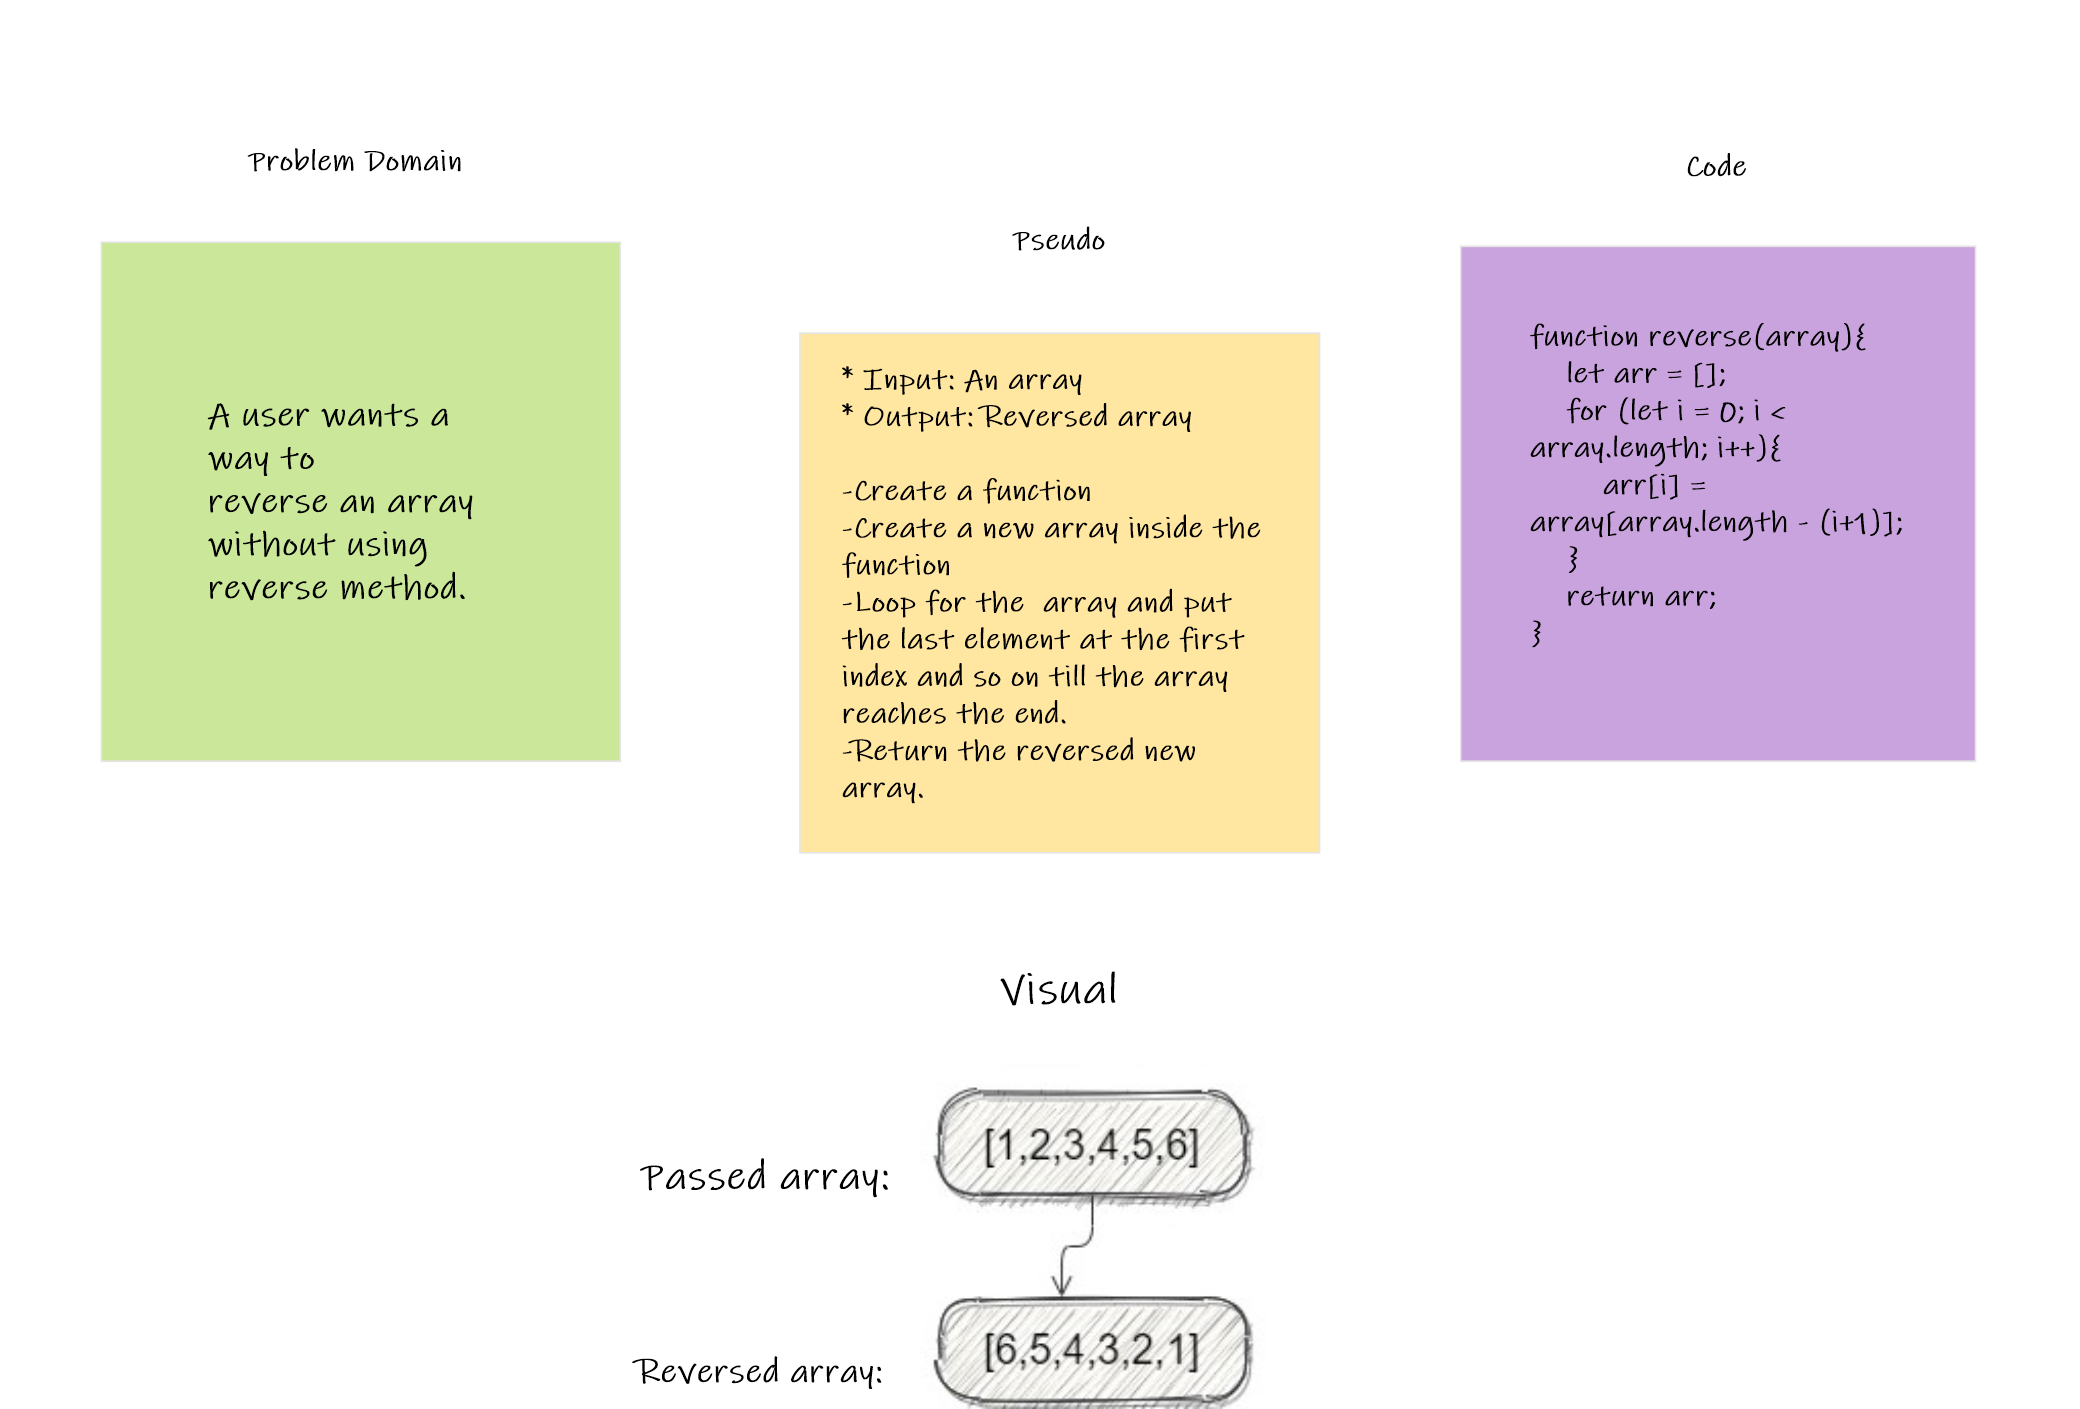 Problem Domain
A user wants a
way to
reverse an array
without using
reverse method.
Pseudo
* Input: An array
* Output: Reversed array
-Create a function
-Create a new array inside the
function
-Loop for the  array and put
the last element at the first
index and so on till the array
reaches the end.
-Return the reversed new
array.
Code
function reverse(array){
let arr = [];
for (let i = 0; i <
array.length; i++){
arr[i] =
array[array.length - (i+1)];
}
return arr;
}
Visual
Passed array:
[1,2,3,4,5,6]
Reversed array:
[6,5,4,3,2,1]